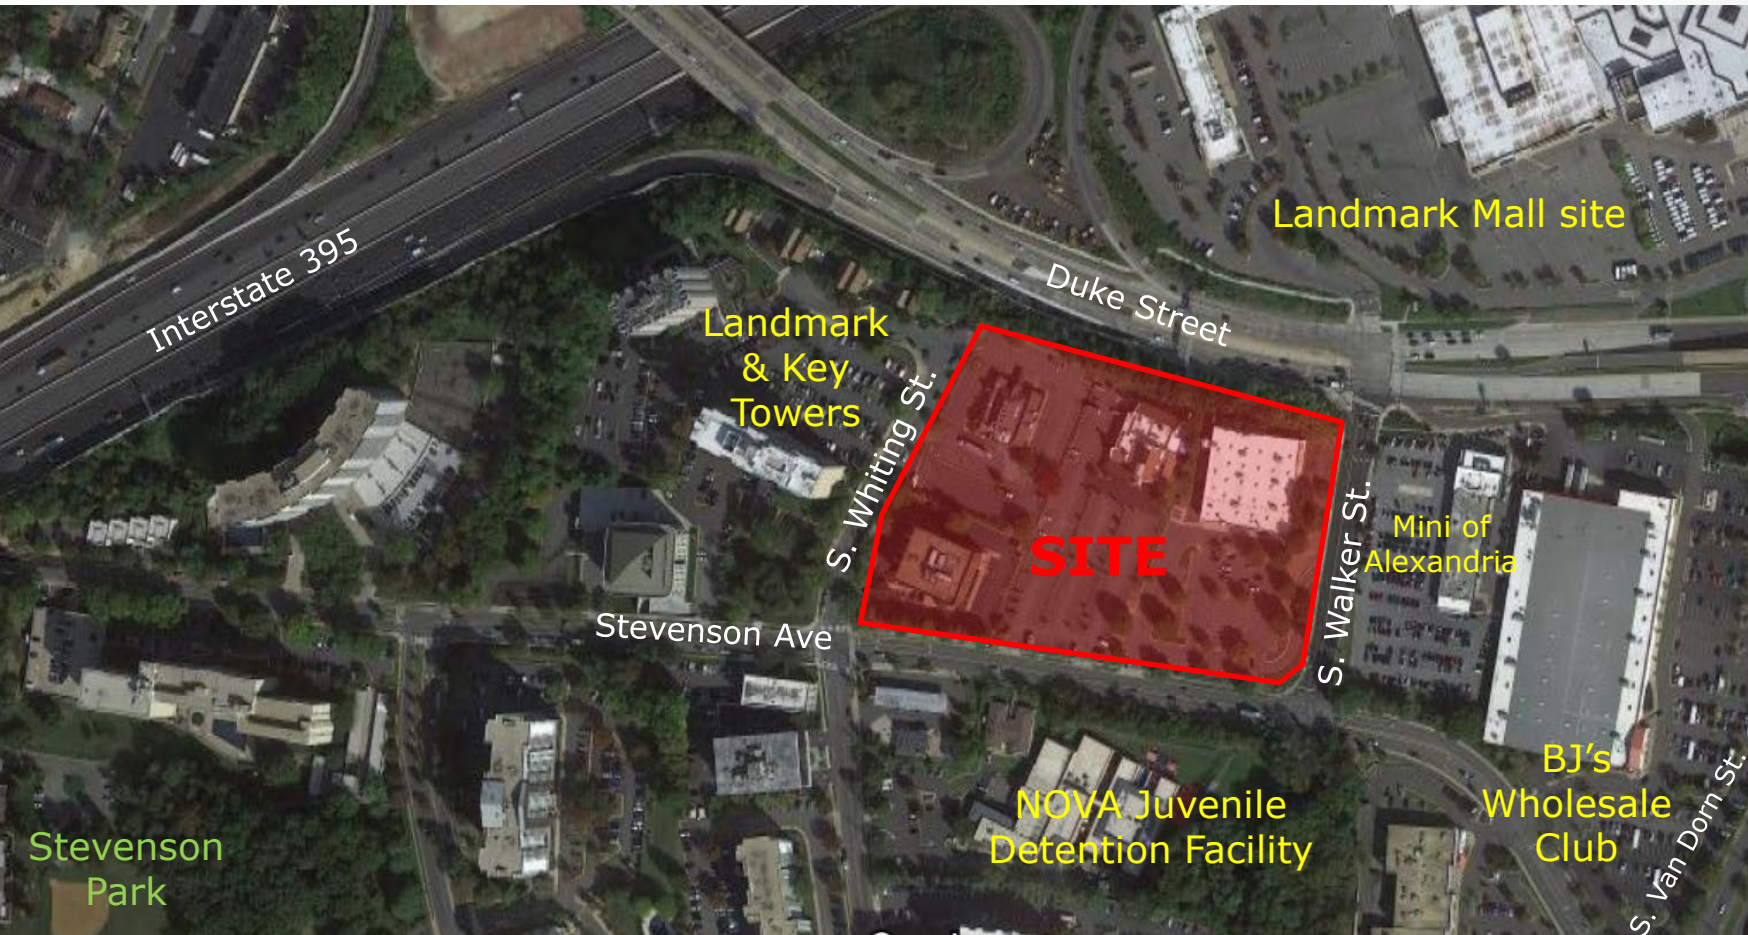 Landmark Mall site
Interstate 395
Duke Street
Landmark
& Key
Towers
S. Whiting St.
SITE
S. Walker St.
Mini of
Alexandria
Stevenson Ave
BJ’s
Wholesale
Club
NOVA Juvenile
Detention Facility
S. Van Dorn St.
Stevenson
Park